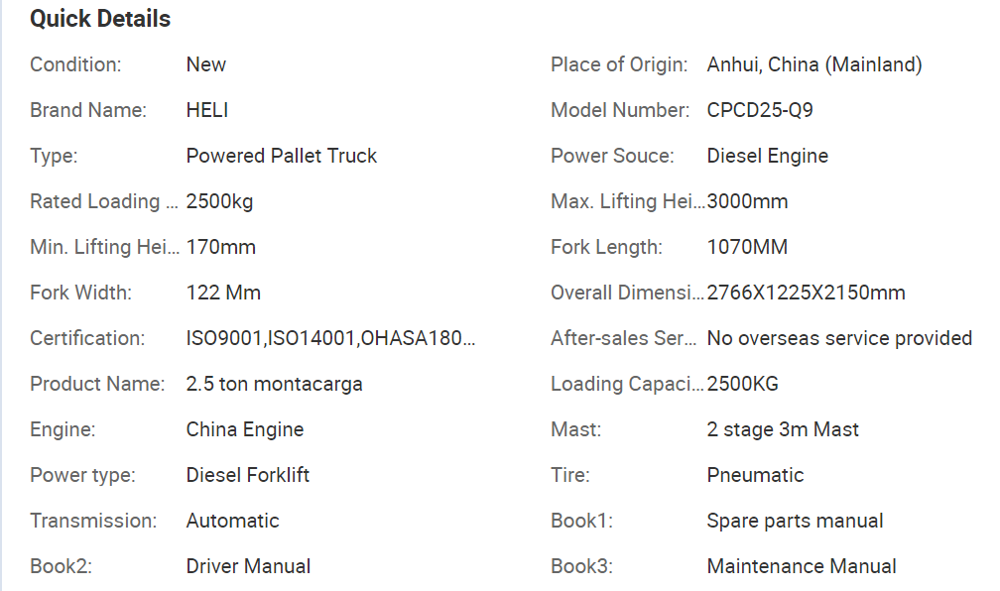 Quick Details
Condition: New Place of Origin: Anhui, China (Mainland)
Brand Name: HELI Model Number: CPCD25-Q9
Type: Powered Pallet Truck Power Souce: Diesel Engine
Rated Loading ... 2500kg Max. Lifting Hei... 3000mm
Min. Lifting Hei... 170mm Fork Length: 1070MM
Fork Width: 122 Mm Overall Dimensi... 2766X1225X2150mm
Certification: ISO9001,ISO14001,OHASA180... After-sales Ser... No overseas service provided
Product Name: 2.5 ton montacarga Loading Capaci... 2500KG
Engine: China Engine Mast: 2 stage 3m Mast
Power type: Diesel Forklift Tire: Pneumatic
Transmission: Automatic Book1: Spare parts manual
Book2: Driver Manual Book3: Maintenance Manual